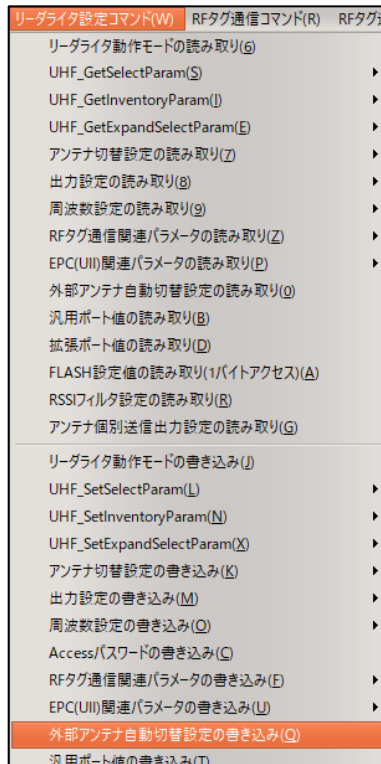 リーダライタ設定コマンド(W) RFタグ通信コマンド(R) RFタグ
リーダライタ動作モードの読み取り(6)
UHF_GetSelectParam(S)
UHF_GetInventoryParam(I)
UHF_GetExpandSelectParam(E)
アンテナ切替設定の読み取り(7)
出力設定の読み取り(8)
周波数設定の読み取り(9)
RFタグ通信関連パラメータの読み取り(Z)
EPC(UII)関連パラメータの読み取り(P)
外部アンテナ自動切替設定の読み取り(0)
汎用ポート値の読み取り(B)
拡張ポート値の読み取り(D)
FLASH設定値の読み取り(1バイトアクセス)(A)
RSSIフィルタ設定の読み取り(R)
アンテナ個別送信出力設定の読み取り(G)
リーダライタ動作モードの書き込み(J)
UHF_SetSelectParam(L)
UHF_SetInventoryParam(N)
UHF_SetExpandSelectParam(X)
アンテナ切替設定の書き込み(K)
出力設定の書き込み(M)
周波数設定の書き込み(O)
Accessパスワードの書き込み(C)
RFタグ通信関連パラメータの書き込み(F)
EPC(UII)関連パラメータの書き込み(U)
外部アンテナ自動切替設定の書き込み(Q)
汎用ポート値の書き込み(T)